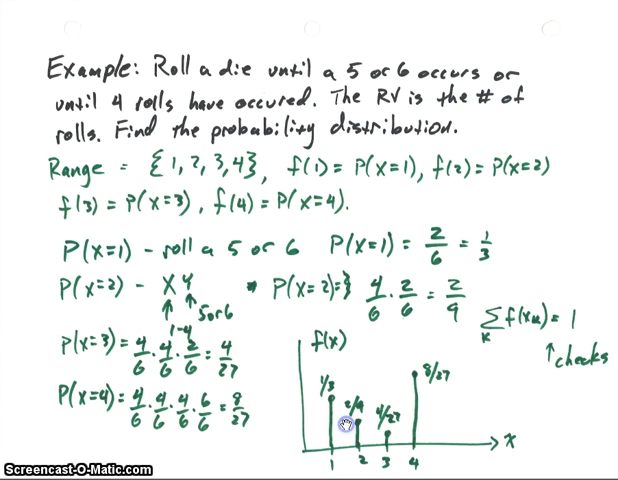 Example: Roll a die until a 5 or 6 occurs or
until 4 rolls have occured. The RV is the # of
rolls. Find the probability distribution.
Range = {1, 2, 3, 4}, f(1) = P(x=1), f(2) = P(x=2)
f(3) = P(x=3), f(4) = P(x=4).
P(x=1) - roll a 5 or 6 P(x=1) = 2/6 = 1/3
P(x=2) - X Y P(x=2) = 4/6 · 2/6 = 2/9
↑ ↑ 5 or 6
1-4
∑ f(xk) = 1
K
↑ checks
P(x=3) = 4/6 · 4/6 · 2/6 = 4/27
P(x=4) = 4/6 · 4/6 · 4/6 · 6/6 = 8/27
f(x)
1/3 2/9 4/27 8/27
x
1 2 3 4
Screencast-O-Matic.com